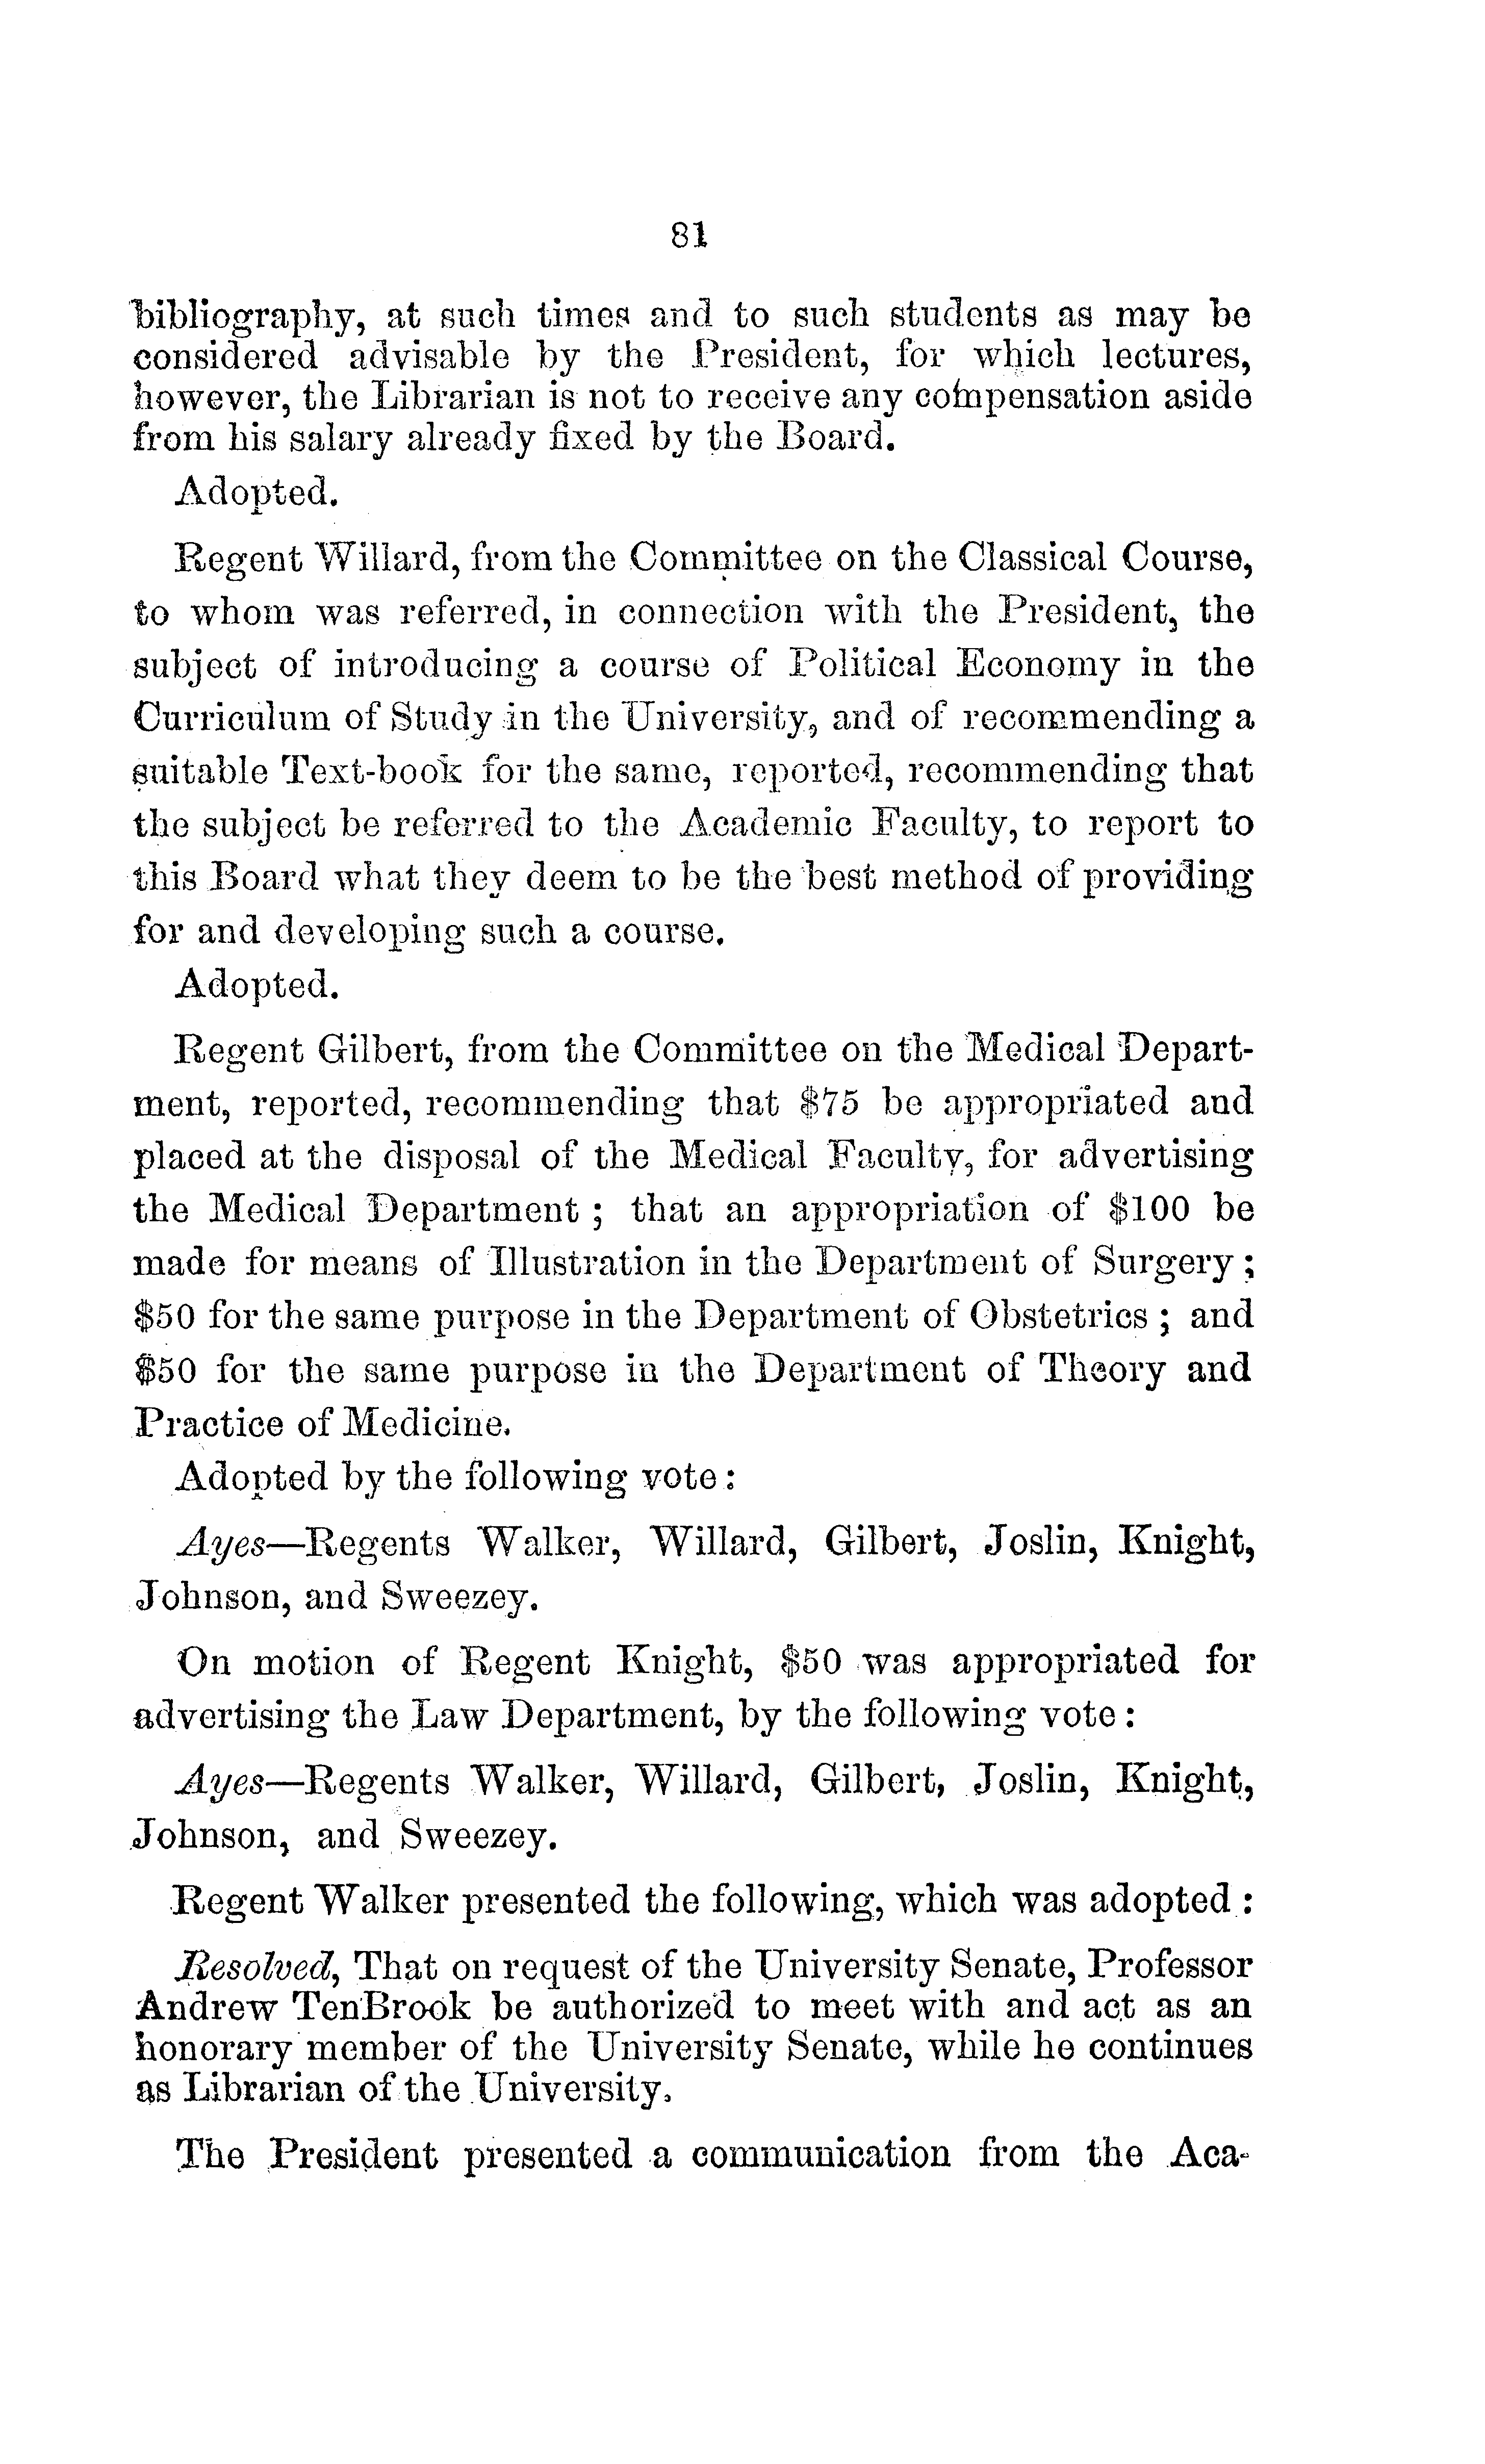 81
bibliography, at such times and to such students as may be
considered advisable by the President, for which lectures,
however, the Librarian is not to receive any compensation aside
from his salary already fixed by the Board.
Adopted.
Regent Willard, from the Committee on the Classical Course,
to whom was referred, in connection with the President, the
subject of introducing a course of Political Economy in the
Curriculum of Study in the University, and of recommending a
suitable Text-book for the same, reported, recommending that
the subject be referred to the Academic Faculty, to report to
this Board what they deem to be the best method of providing
for and developing such a course.
Adopted.
Regent Gilbert, from the Committee on the Medical Depart-
ment, reported, recommending that $75 be appropriated and
placed at the disposal of the Medical Faculty, for advertising
the Medical Department ; that an appropriation of $100 be
made for means of Illustration in the Department of Surgery ;
$50 for the same purpose in the Department of Obstetrics ; and
$50 for the same purpose in the Department of Theory and
Practice of Medicine.
Adopted by the following vote :
Ayes—Regents Walker, Willard, Gilbert, Joslin, Knight,
Johnson, and Sweezey.
On motion of Regent Knight, $50 was appropriated for
advertising the Law Department, by the following vote :
Ayes—Regents Walker, Willard, Gilbert, Joslin, Knight,
Johnson, and Sweezey.
Regent Walker presented the following, which was adopted :
Resolved, That on request of the University Senate, Professor
Andrew TenBrook be authorized to meet with and act as an
honorary member of the University Senate, while he continues
as Librarian of the University.
The President presented a communication from the Aca-